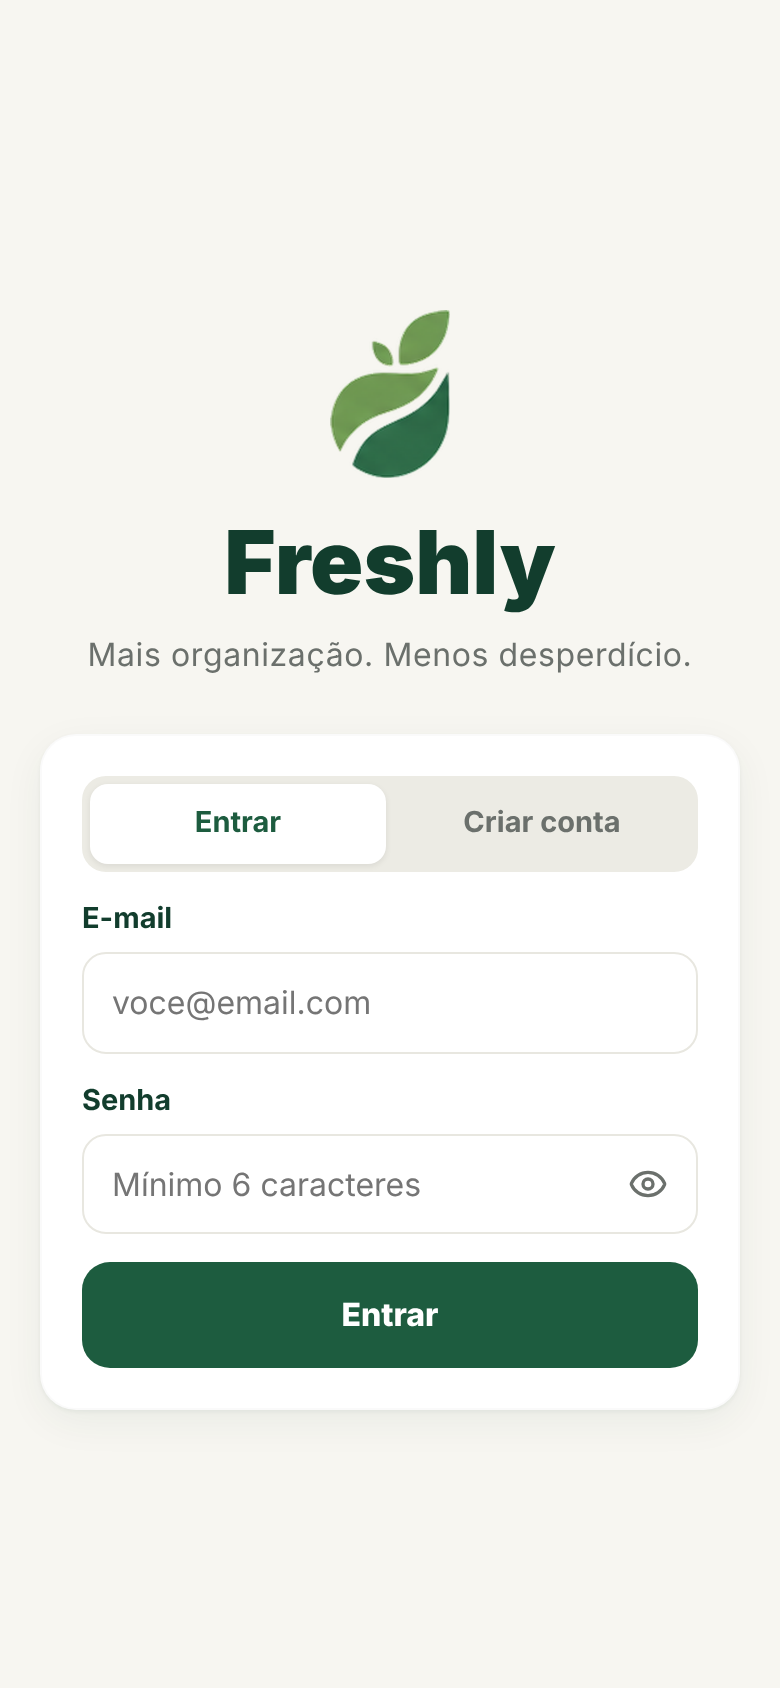 Freshly
Mais organização. Menos desperdício.
Entrar
Criar conta
E-mail
voce@email.com
Senha
Mínimo 6 caracteres
Entrar